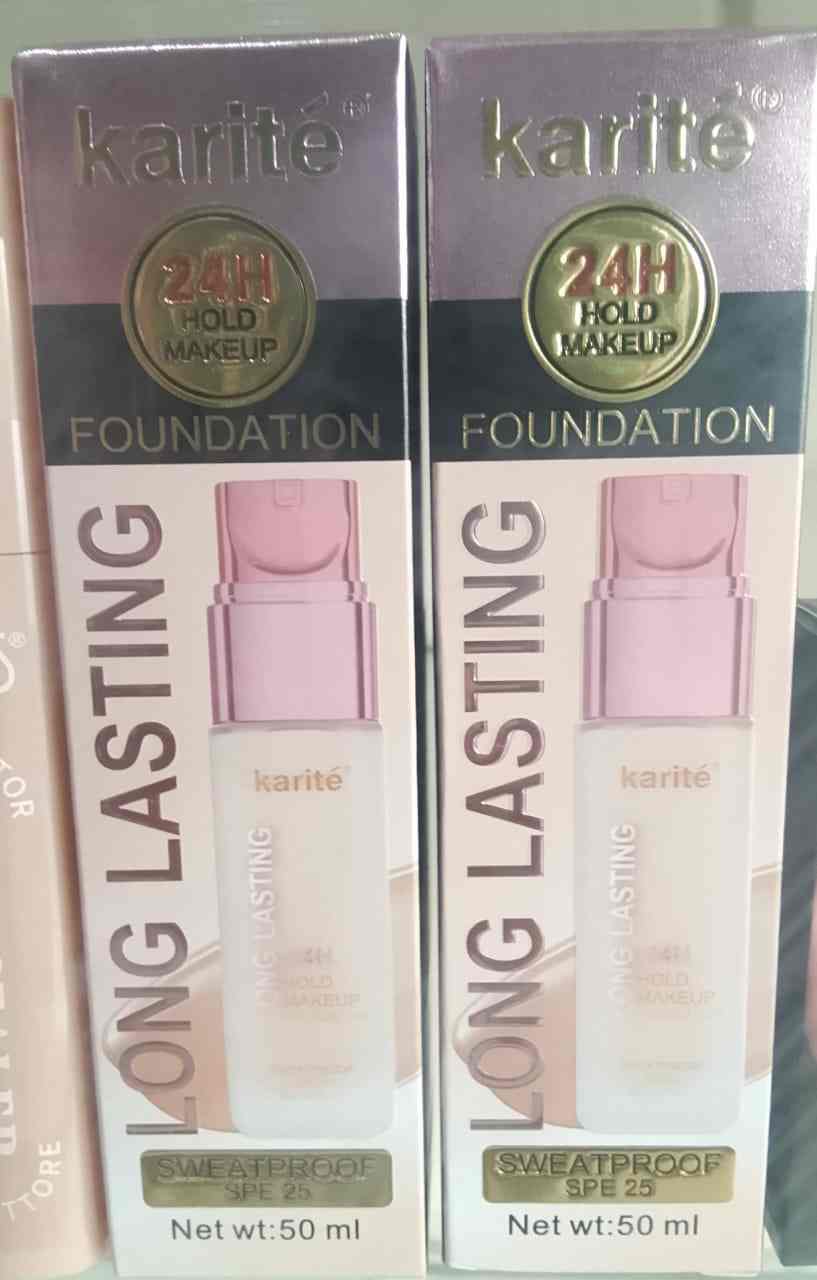 karité®
24H
HOLD
MAKEUP
FOUNDATION
LONG LASTING
karité
LONG LASTING
24H
HOLD
MAKEUP
SWEATPROOF
SPE 25
Net wt:50 ml
karité®
24H
HOLD
MAKEUP
FOUNDATION
LONG LASTING
karité
LONG LASTING
24H
HOLD
MAKEUP
SWEATPROOF
SPE 25
Net wt:50 ml